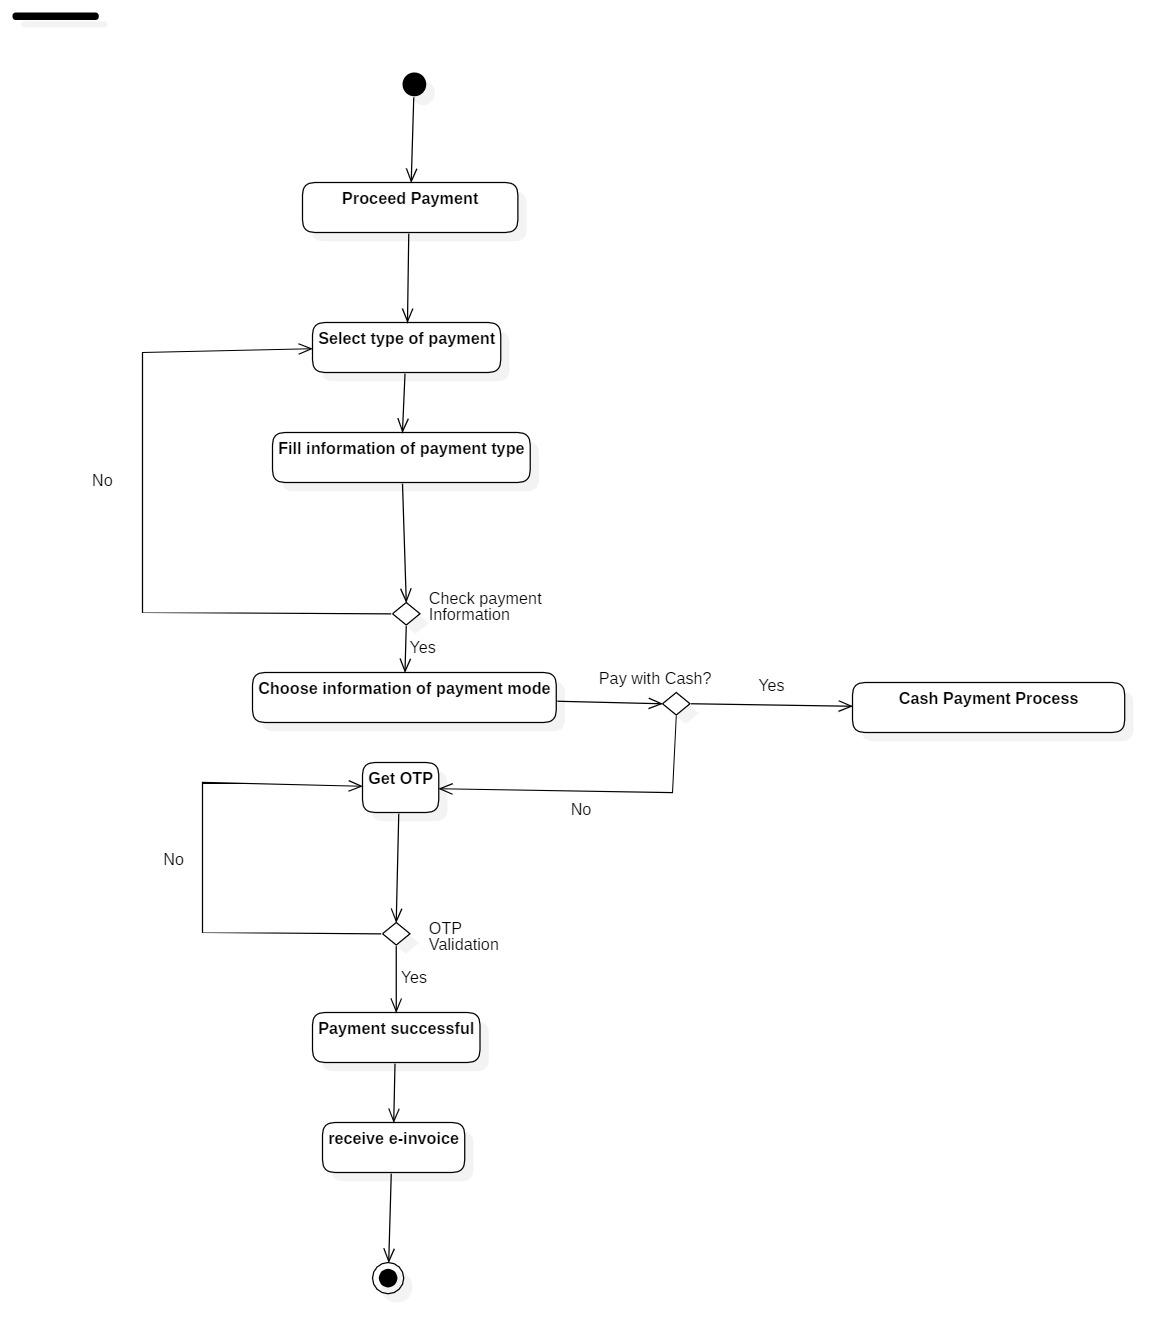 Proceed Payment
Select type of payment
Fill information of payment type
No
Check payment
Information
Yes
Choose information of payment mode
Pay with Cash?
Yes
Cash Payment Process
Get OTP
No
No
OTP
Validation
Yes
Payment successful
receive e-invoice